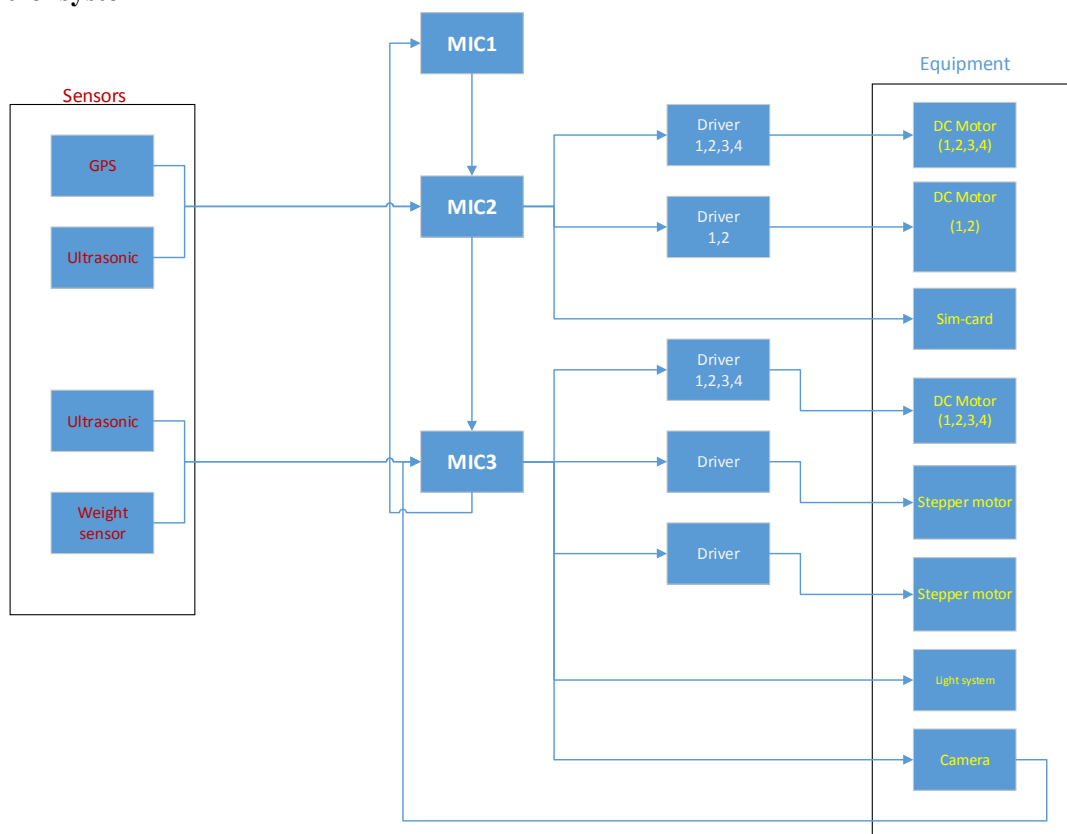 MIC1
Equipment
Sensors
Driver
1,2,3,4
DC Motor
(1,2,3,4)
GPS
MIC2
Driver
1,2
DC Motor
(1,2)
Ultrasonic
Sim-card
Driver
1,2,3,4
DC Motor
(1,2,3,4)
Ultrasonic
MIC3
Driver
Stepper motor
Weight
sensor
Driver
Stepper motor
Light system
Camera